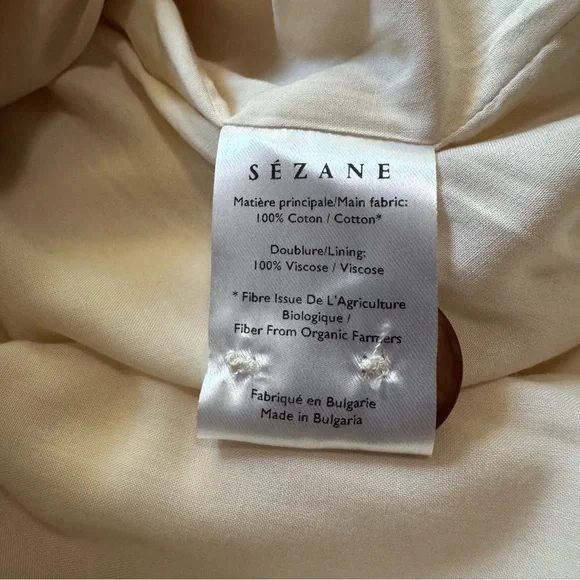 SÉZANE
Matière principale/Main fabric:
100% Coton / Cotton*
Doublure/Lining:
100% Viscose / Viscose
* Fibre Issue De L'Agriculture
Biologique /
Fiber From Organic Farmers
Fabriqué en Bulgarie
Made in Bulgaria